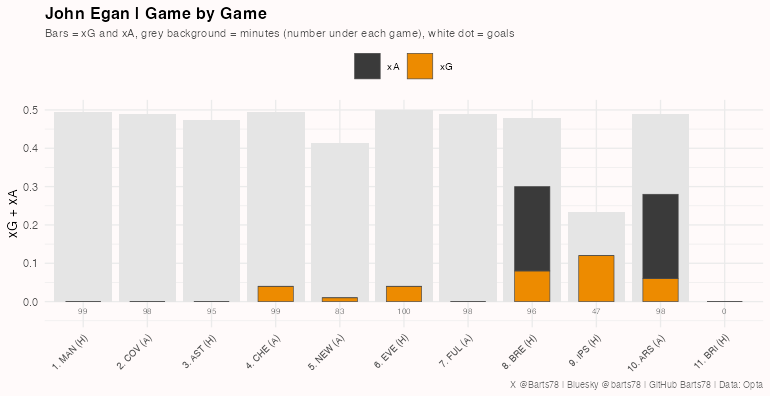 John Egan | Game by Game
Bars = xG and xA, grey background = minutes (number under each game), white dot = goals
xA xG
xG + xA
0.5
0.4
0.3
0.2
0.1
0.0
99 98 95 99 83 100 98 96 47 98 0
1. MAN (H)
2. COV (A)
3. AST (H)
4. CHE (A)
5. NEW (A)
6. EVE (H)
7. FUL (A)
8. BRE (H)
9. IPS (H)
10. ARS (A)
11. BRI (H)
X @Barts78 | Bluesky @barts78 | GitHub Barts78 | Data: Opta